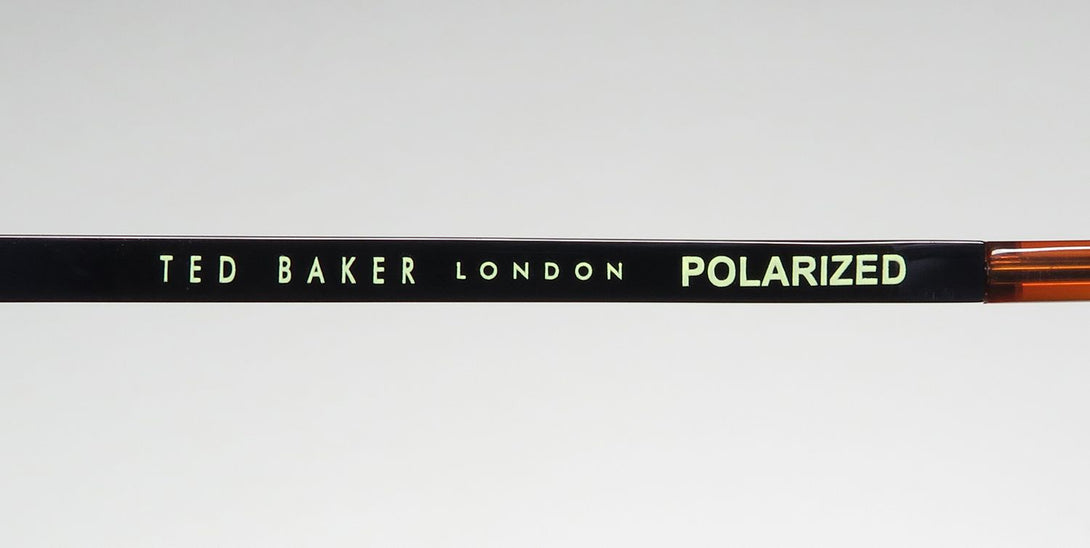 TED BAKER LONDON POLARIZED